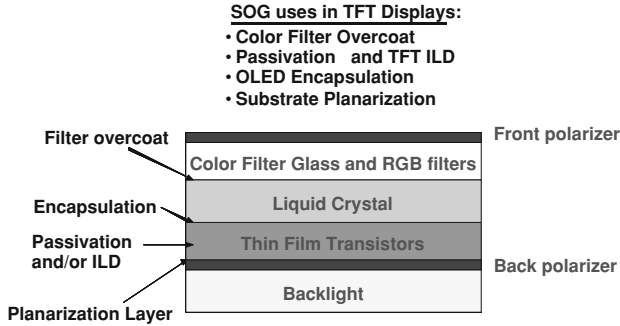 SOG uses in TFT Displays:
• Color Filter Overcoat
• Passivation and TFT ILD
• OLED Encapsulation
• Substrate Planarization
Front polarizer
Filter overcoat
Color Filter Glass and RGB filters
Encapsulation
Liquid Crystal
Passivation
and/or ILD
Thin Film Transistors
Back polarizer
Backlight
Planarization Layer